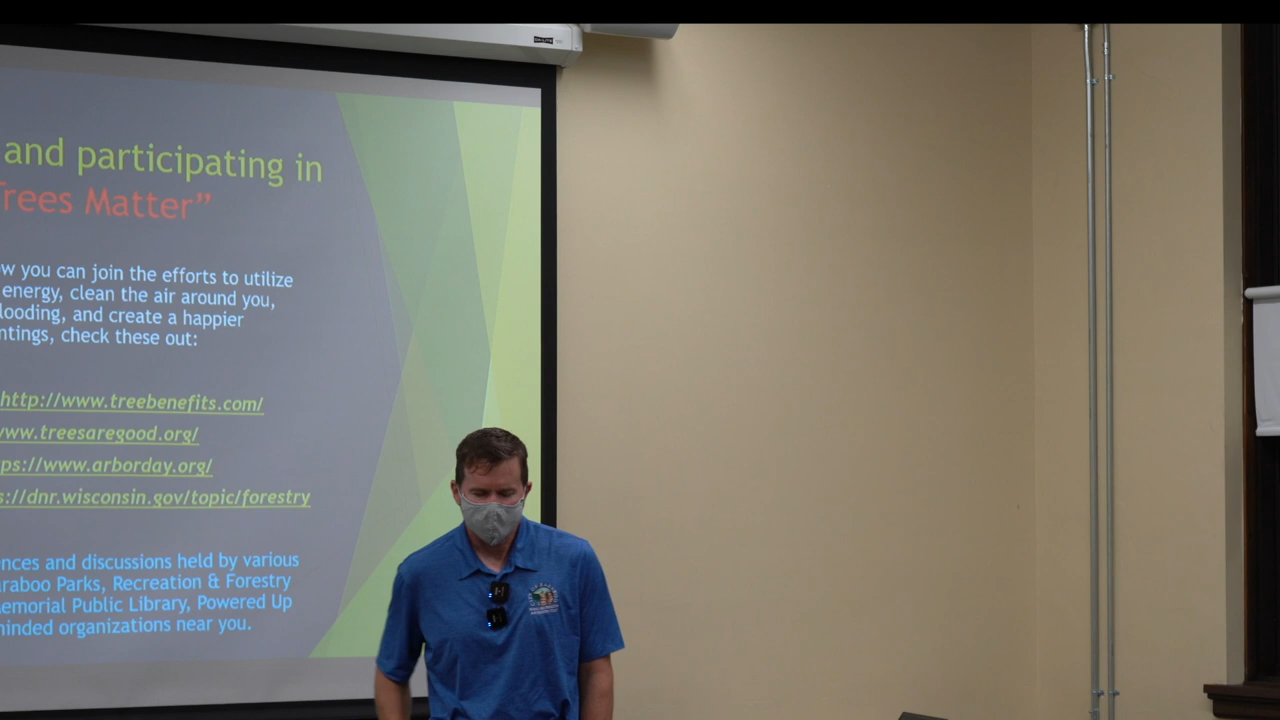 and participating in
Trees Matter”
ow you can join the efforts to utilize
energy, clean the air around you,
looding, and create a happier
ntings, check these out:
http://www.treebenefits.com/
www.treesaregood.org/
ps://www.arborday.org/
s://dnr.wisconsin.gov/topic/forestry
nces and discussions held by various
raboo Parks, Recreation & Forestry
emorial Public Library, Powered Up
minded organizations near you.